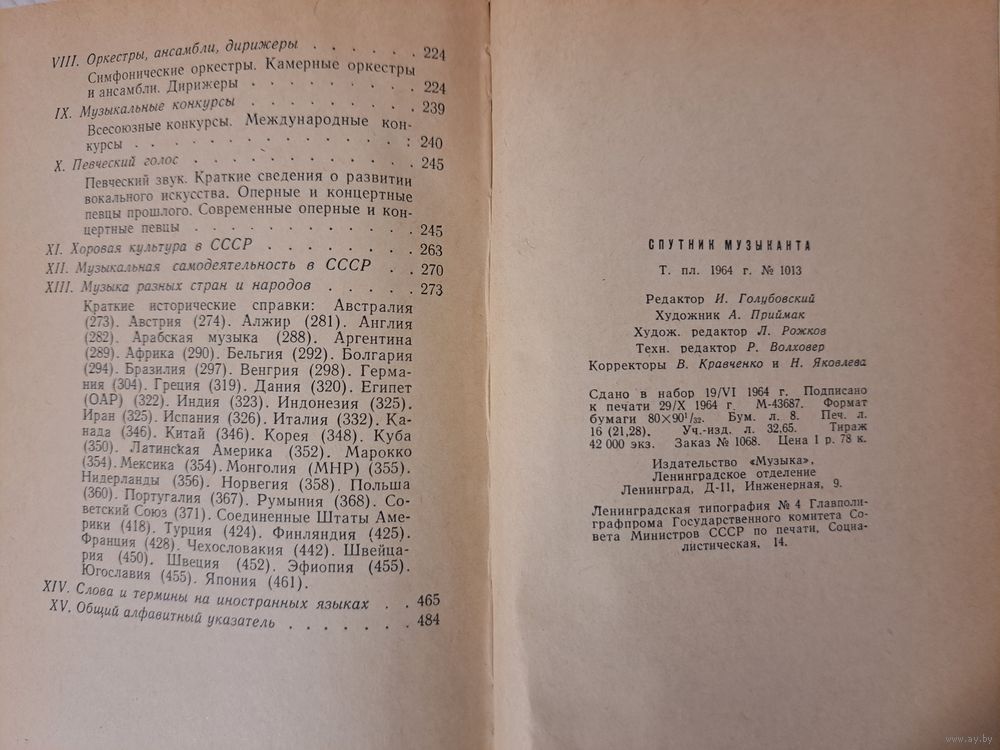 VIII. Оркестры, ансамбли, дирижеры . . . . . . 224
Симфонические оркестры. Камерные оркестры
и ансамбли. Дирижеры . . . . . . . . . 224
IX. Музыкальные конкурсы . . . . . . . . . 239
Всесоюзные конкурсы. Международные кон-
курсы . . . . . . . . . . . . . . : 240
X. Певческий голос . . . . . . . . . . . . 245
Певческий звук. Краткие сведения о развитии
вокального искусства. Оперные и концертные
певцы прошлого. Современные оперные и кон-
цертные певцы . . . . . . . . . . . . 245
XI. Хоровая культура в СССР . . . . . . . . 263
XII. Музыкальная самодеятельность в СССР . . 270
XIII. Музыка разных стран и народов . . . . . 273
Краткие исторические справки: Австралия
(273). Австрия (274). Алжир (281). Англия
(282). Арабская музыка (288). Аргентина
(289). Африка (290). Бельгия (292). Болгария
(294). Бразилия (297). Венгрия (298). Герма-
ния (304). Греция (319). Дания (320). Египет
(ОАР) (322). Индия (323). Индонезия (325).
Иран (325). Испания (326). Италия (332). Ка-
нада (346). Китай (346). Корея (348). Куба
(350). Латинская Америка (352). Марокко
(354). Мексика (354). Монголия (МНР) (355).
Нидерланды (356). Норвегия (358). Польша
(360). Португалия (367). Румыния (368). Со-
ветский Союз (371). Соединенные Штаты Аме-
рики (418). Турция (424). Финляндия (425).
Франция (428). Чехословакия (442). Швейца-
рия (450). Швеция (452). Эфиопия (455).
Югославия (455). Япония (461).
XIV. Слова и термины на иностранных языках . . 465
XV. Общий алфавитный указатель . . . . . . . 484
СПУТНИК МУЗЫКАНТА
Т. пл. 1964 г. № 1013
Редактор И. Голубовский
Художник А. Приймак
Худож. редактор Л. Рожков
Техн. редактор Р. Волховер
Корректоры В. Кравченко и Н. Яковлева
Сдано в набор 19/VI 1964 г. Подписано
к печати 29/X 1964 г. М-43687. Формат
бумаги 80×90¹/₃₂. Бум. л. 8. Печ. л.
16 (21,28). Уч.-изд. л. 32,65. Тираж
42 000 экз. Заказ № 1068. Цена 1 р. 78 к.
Издательство «Музыка».
Ленинградское отделение
Ленинград, Д-11, Инженерная, 9.
Ленинградская типография № 4 Главполи-
графпрома Государственного комитета Со-
вета Министров СССР по печати, Социа-
листическая, 14.
www.ay.by